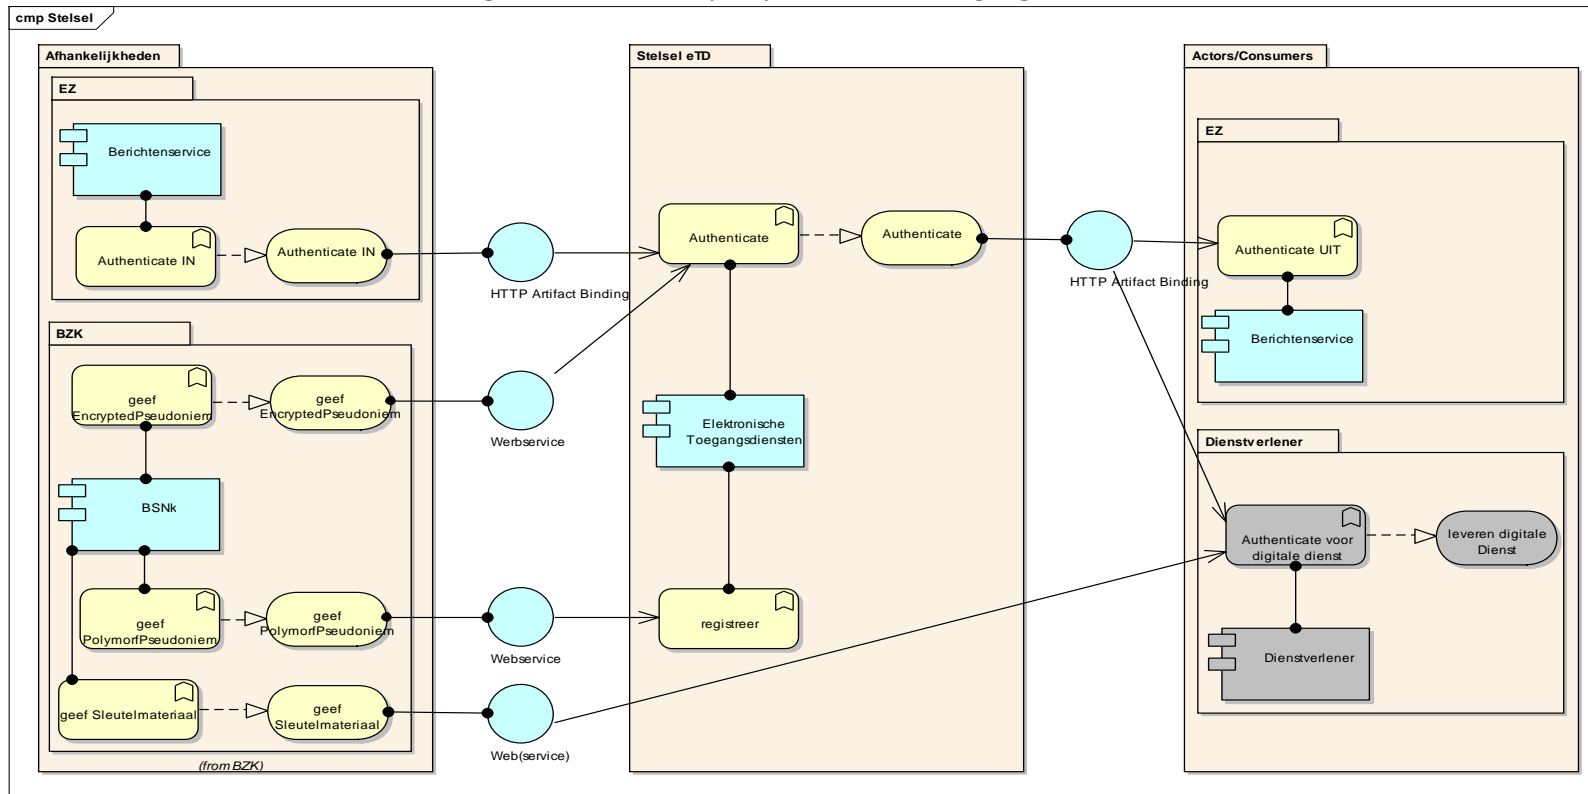 cmp Stelsel
Afhankelijkheden
EZ
Berichtenservice
Authenticate IN
Authenticate IN
HTTP Artifact Binding
BZK
geef
EncryptedPseudoniem
geef
EncryptedPseudoniem
Werbservice
BSNk
geef
PolymorfPseudoniem
geef
PolymorfPseudoniem
Webservice
geef Sleutelmateriaal
geef
Sleutelmateriaal
Web(service)
(from BZK)
Stelsel eTD
Authenticate
Authenticate
HTTP Artifact Binding
Elektronische
Toegangsdiensten
registreer
Actors/Consumers
EZ
Authenticate UIT
Berichtenservice
Dienstverlener
Authenticate voor
digitale dienst
leveren digitale
Dienst
Dienstverlener